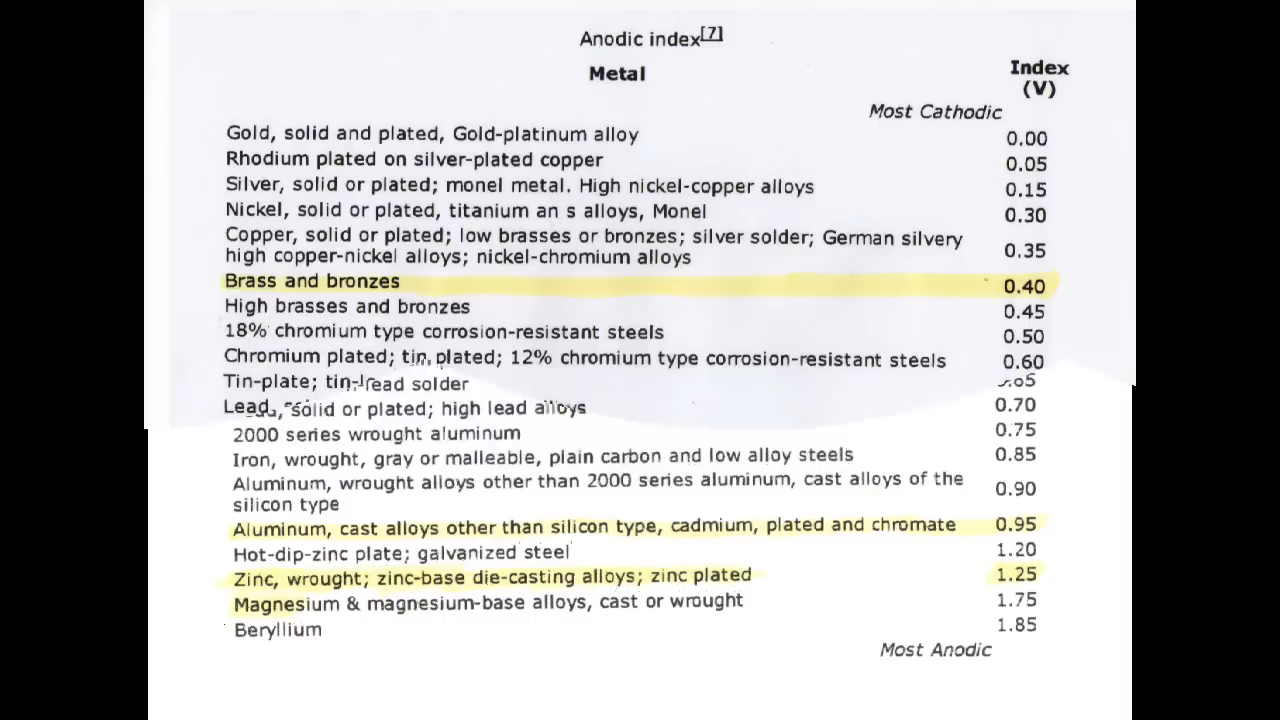 Anodic index[7]
Metal Index
(V)
Most Cathodic
Gold, solid and plated, Gold-platinum alloy 0.00
Rhodium plated on silver-plated copper 0.05
Silver, solid or plated; monel metal. High nickel-copper alloys 0.15
Nickel, solid or plated, titanium an s alloys, Monel 0.30
Copper, solid or plated; low brasses or bronzes; silver solder; German silvery
high copper-nickel alloys; nickel-chromium alloys 0.35
Brass and bronzes 0.40
High brasses and bronzes 0.45
18% chromium type corrosion-resistant steels 0.50
Chromium plated; tin plated; 12% chromium type corrosion-resistant steels 0.60
Tin-plate; tin-lead solder
Lead, solid or plated; high lead alloys 0.70
2000 series wrought aluminum 0.75
Iron, wrought, gray or malleable, plain carbon and low alloy steels 0.85
Aluminum, wrought alloys other than 2000 series aluminum, cast alloys of the
silicon type 0.90
Aluminum, cast alloys other than silicon type, cadmium, plated and chromate 0.95
Hot-dip-zinc plate; galvanized steel 1.20
Zinc, wrought; zinc-base die-casting alloys; zinc plated 1.25
Magnesium & magnesium-base alloys, cast or wrought 1.75
Beryllium 1.85
Most Anodic